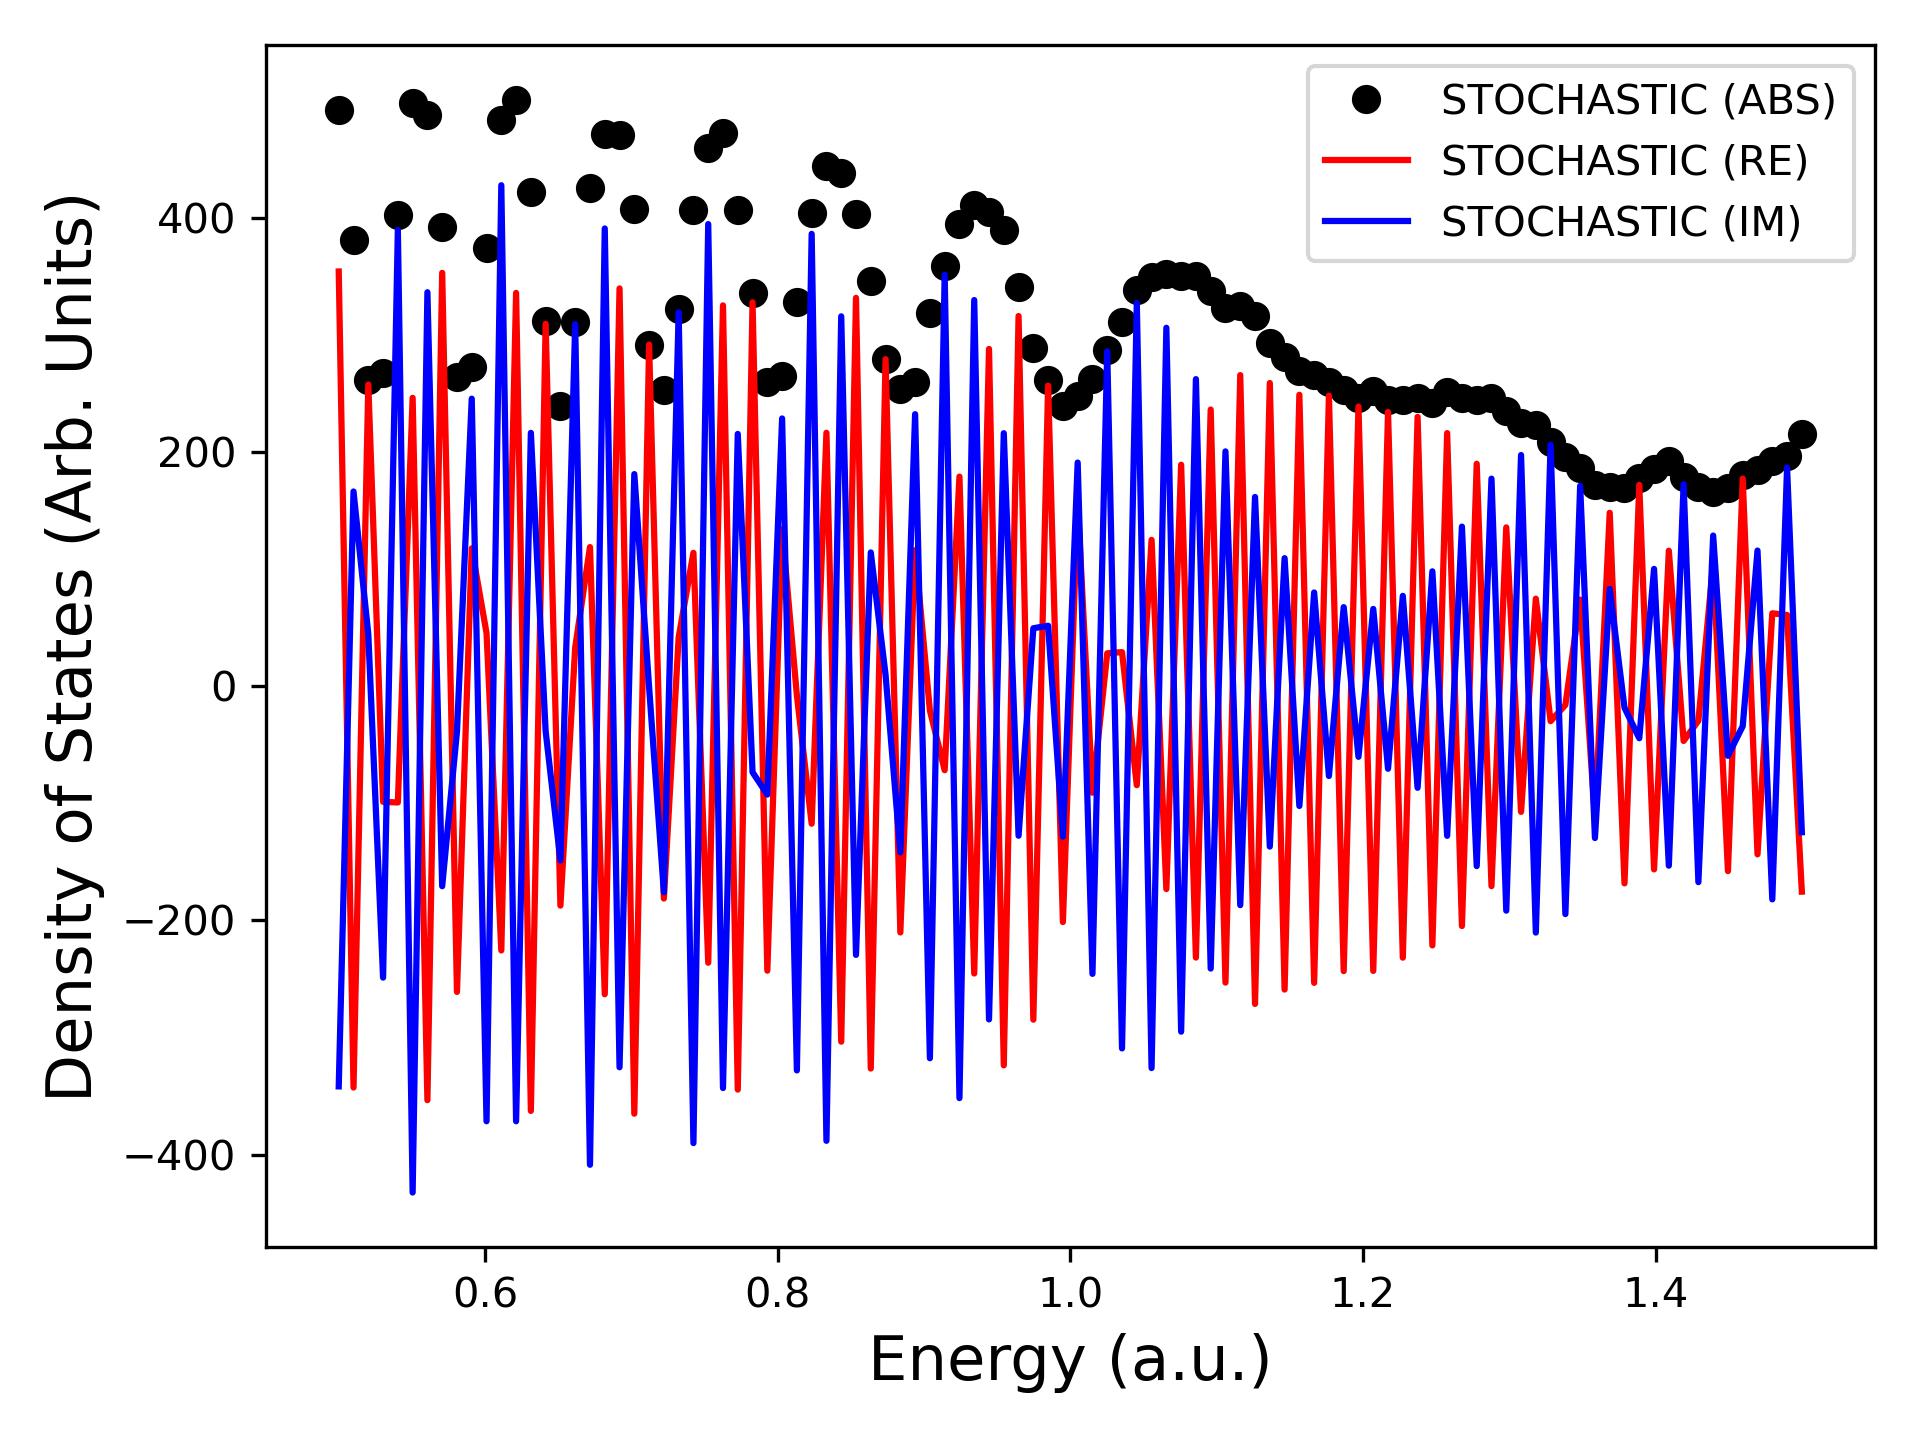 STOCHASTIC (ABS)
STOCHASTIC (RE)
STOCHASTIC (IM)
Density of States (Arb. Units)
400
200
0
−200
−400
0.6 0.8 1.0 1.2 1.4
Energy (a.u.)